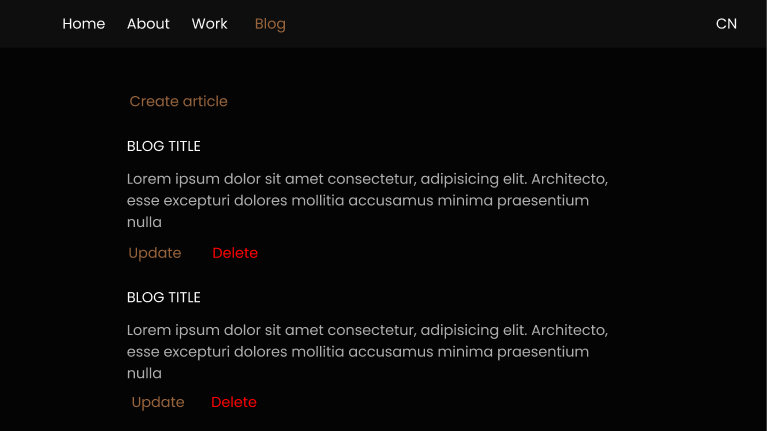 Home About Work Blog CN
Create article
BLOG TITLE
Lorem ipsum dolor sit amet consectetur, adipisicing elit. Architecto,
esse excepturi dolores mollitia accusamus minima praesentium
nulla
Update Delete
BLOG TITLE
Lorem ipsum dolor sit amet consectetur, adipisicing elit. Architecto,
esse excepturi dolores mollitia accusamus minima praesentium
nulla
Update Delete